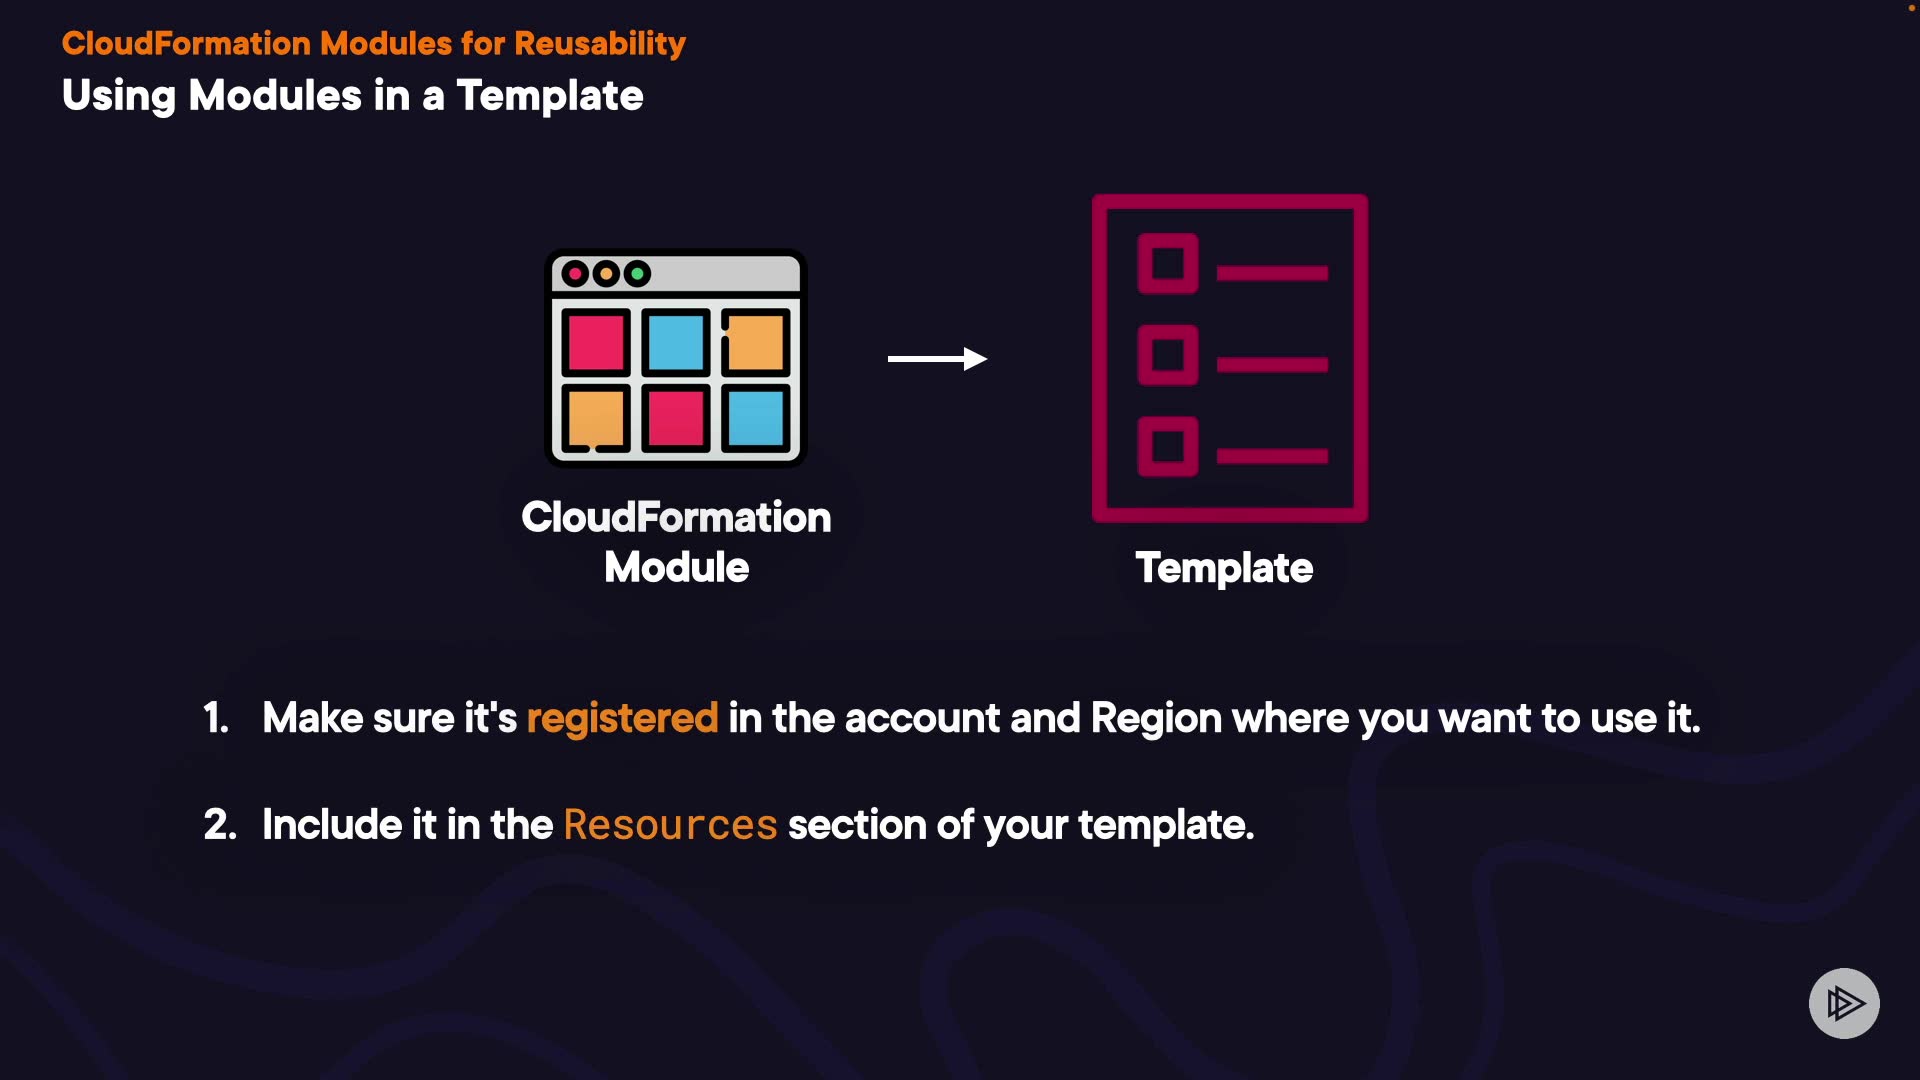 CloudFormation Modules for Reusability
Using Modules in a Template
CloudFormation
Module
Template
1. Make sure it's registered in the account and Region where you want to use it.
2. Include it in the Resources section of your template.